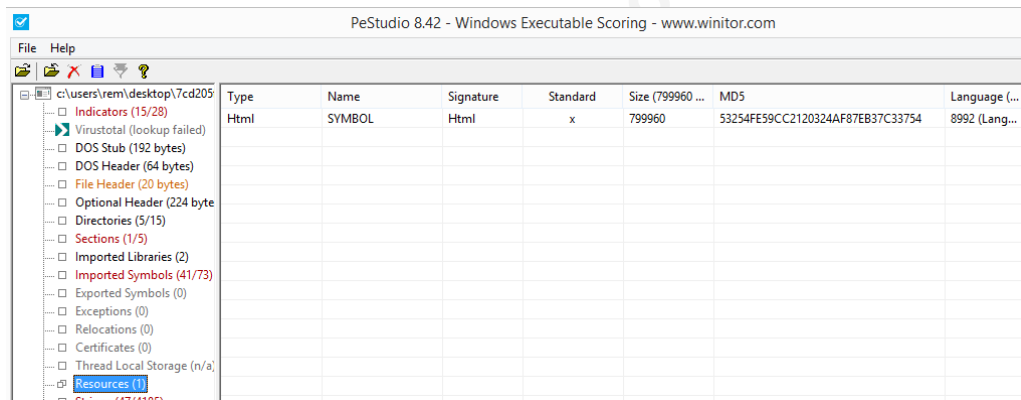 PeStudio 8.42 - Windows Executable Scoring - www.winitor.com
File Help
c:\users\rem\desktop\7cd205
Indicators (15/28)
Virustotal (lookup failed)
DOS Stub (192 bytes)
DOS Header (64 bytes)
File Header (20 bytes)
Optional Header (224 byte
Directories (5/15)
Sections (1/5)
Imported Libraries (2)
Imported Symbols (41/73)
Exported Symbols (0)
Exceptions (0)
Relocations (0)
Certificates (0)
Thread Local Storage (n/a)
Resources (1)
Type Name Signature Standard Size (799960 ... MD5 Language (...
Html SYMBOL Html x 799960 53254FE59CC2120324AF87EB37C33754 8992 (Lang...